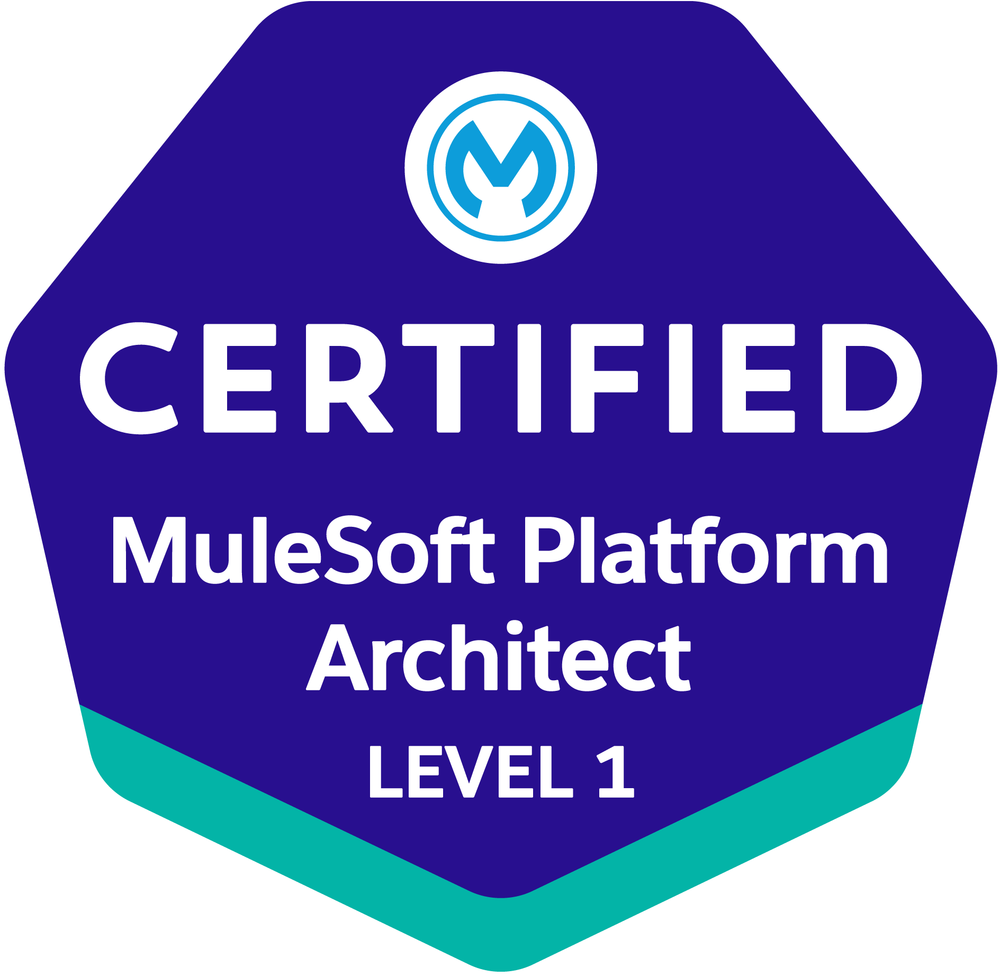 CERTIFIED
MuleSoft Platform
Architect
LEVEL 1